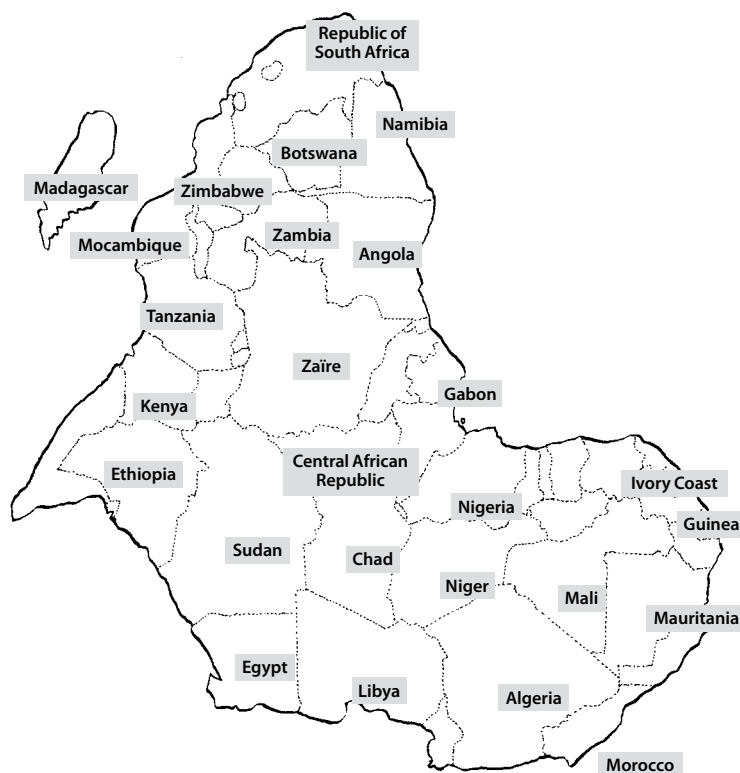 Republic of
South Africa
Namibia
Botswana
Madagascar
Zimbabwe
Mocambique
Zambia
Angola
Tanzania
Zaïre
Gabon
Kenya
Ethiopia
Central African
Republic
Ivory Coast
Nigeria
Guinea
Sudan
Chad
Niger
Mali
Mauritania
Egypt
Libya
Algeria
Morocco